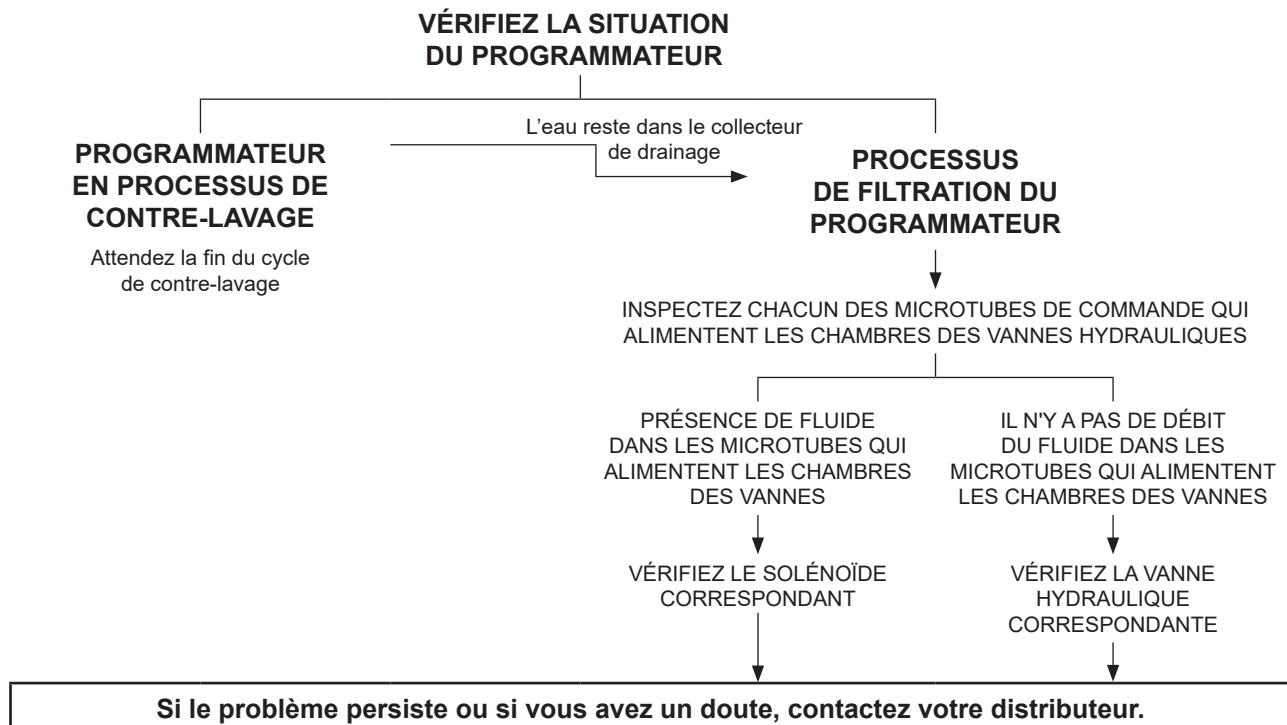 VÉRIFIEZ LA SITUATION
DU PROGRAMMATEUR
PROGRAMMATEUR
EN PROCESSUS DE
CONTRE-LAVAGE
Attendez la fin du cycle
de contre-lavage
L'eau reste dans le collecteur
de drainage
PROCESSUS
DE FILTRATION DU
PROGRAMMATEUR
INSPECTEZ CHACUN DES MICROTUBES DE COMMANDE QUI
ALIMENTENT LES CHAMBRES DES VANNES HYDRAULIQUES
PRÉSENCE DE FLUIDE
DANS LES MICROTUBES QUI
ALIMENTENT LES CHAMBRES
DES VANNES
VÉRIFIEZ LE SOLÉNOÏDE
CORRESPONDANT
IL N'Y A PAS DE DÉBIT
DU FLUIDE DANS LES
MICROTUBES QUI ALIMENTENT
LES CHAMBRES DES VANNES
VÉRIFIEZ LA VANNE
HYDRAULIQUE
CORRESPONDANTE
Si le problème persiste ou si vous avez un doute, contactez votre distributeur.